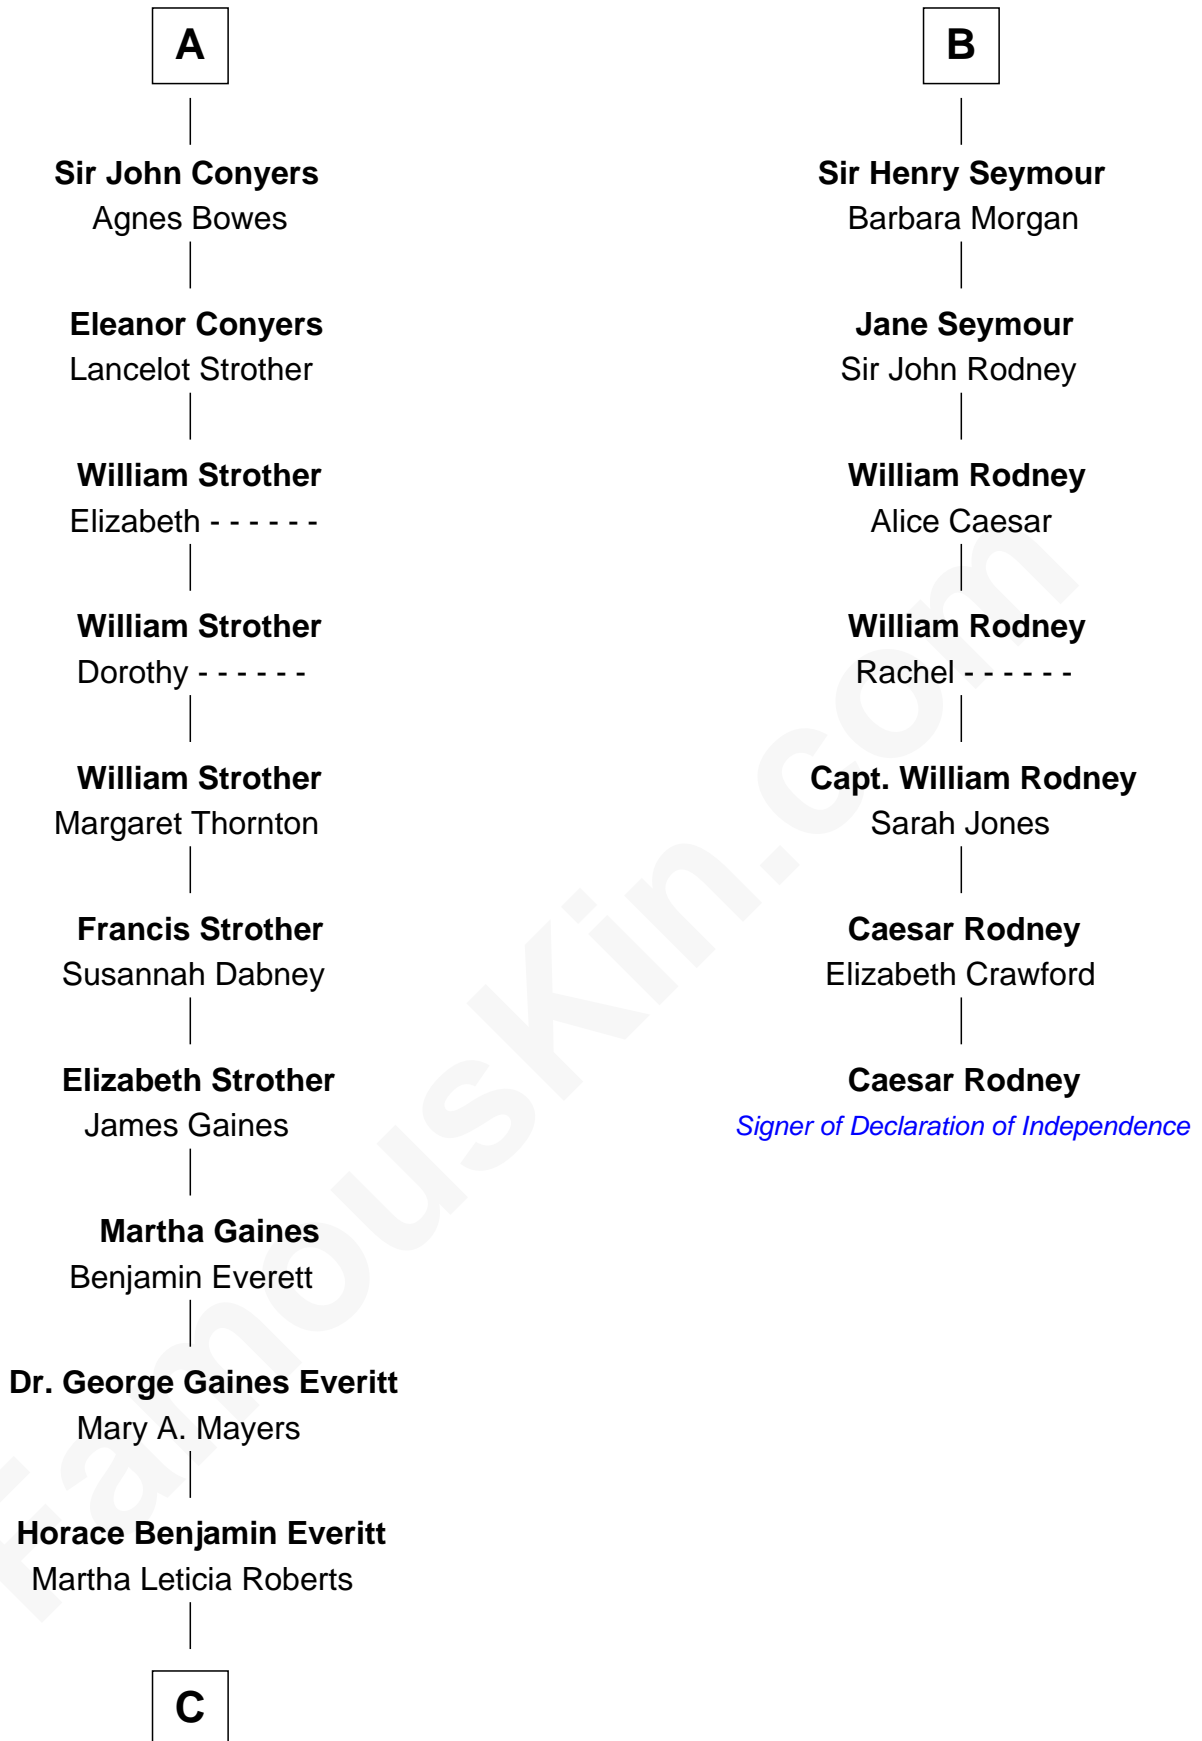 A
Sir John Conyers
Agnes Bowes
Eleanor Conyers
Lancelot Strother
William Strother
Elizabeth - - - - - -
William Strother
Dorothy - - - - - -
William Strother
Margaret Thornton
Francis Strother
Susannah Dabney
Elizabeth Strother
James Gaines
Martha Gaines
Benjamin Everett
Dr. George Gaines Everitt
Mary A. Mayers
Horace Benjamin Everitt
Martha Leticia Roberts
C
B
Sir Henry Seymour
Barbara Morgan
Jane Seymour
Sir John Rodney
William Rodney
Alice Caesar
William Rodney
Rachel - - - - - -
Capt. William Rodney
Sarah Jones
Caesar Rodney
Elizabeth Crawford
Caesar Rodney
Signer of Declaration of Independence
FamousKin.com